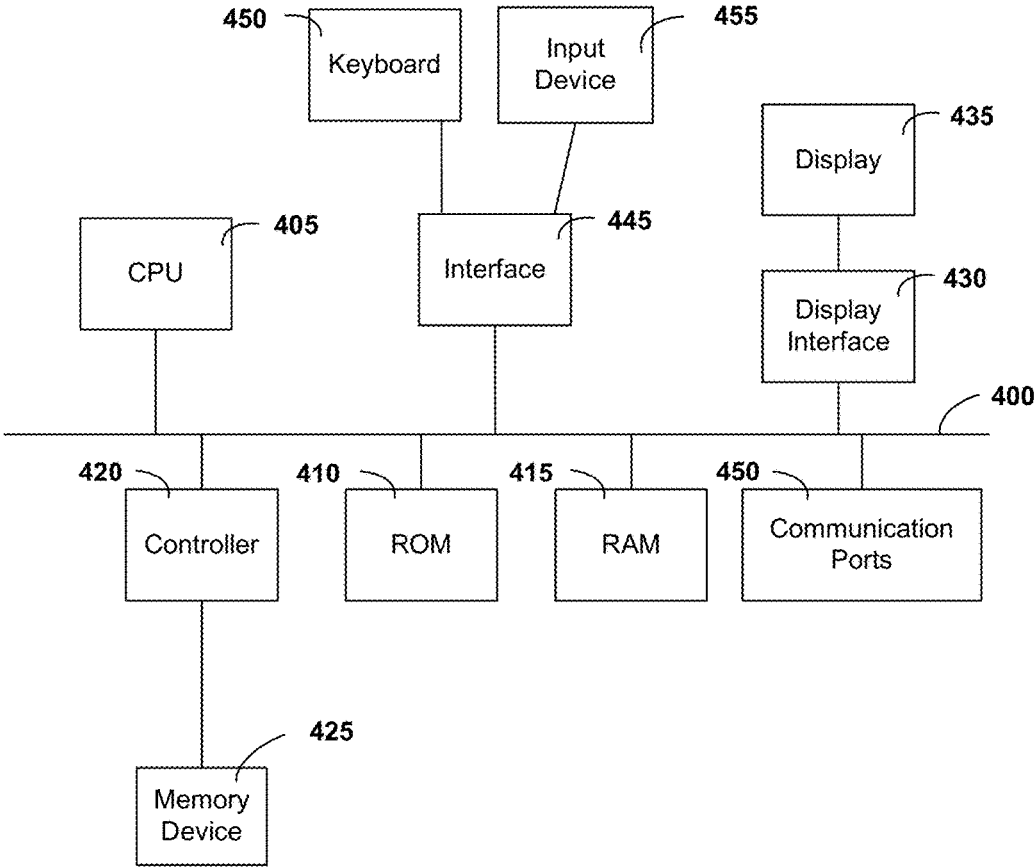 450
Keyboard
455
Input
Device
435
Display
405
CPU
445
Interface
430
Display
Interface
400
420
Controller
410
ROM
415
RAM
450
Communication
Ports
425
Memory
Device